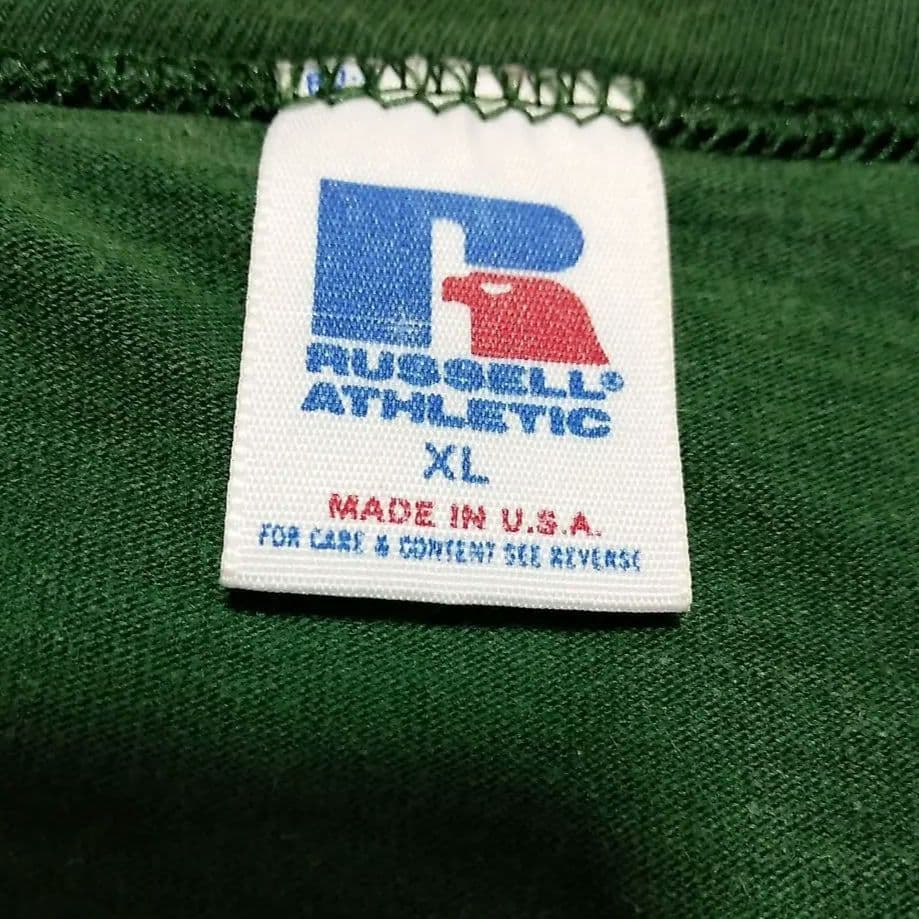 RUSSELL®
ATHLETIC
XL
MADE IN U.S.A.
FOR CARE & CONTENT SEE REVERSE